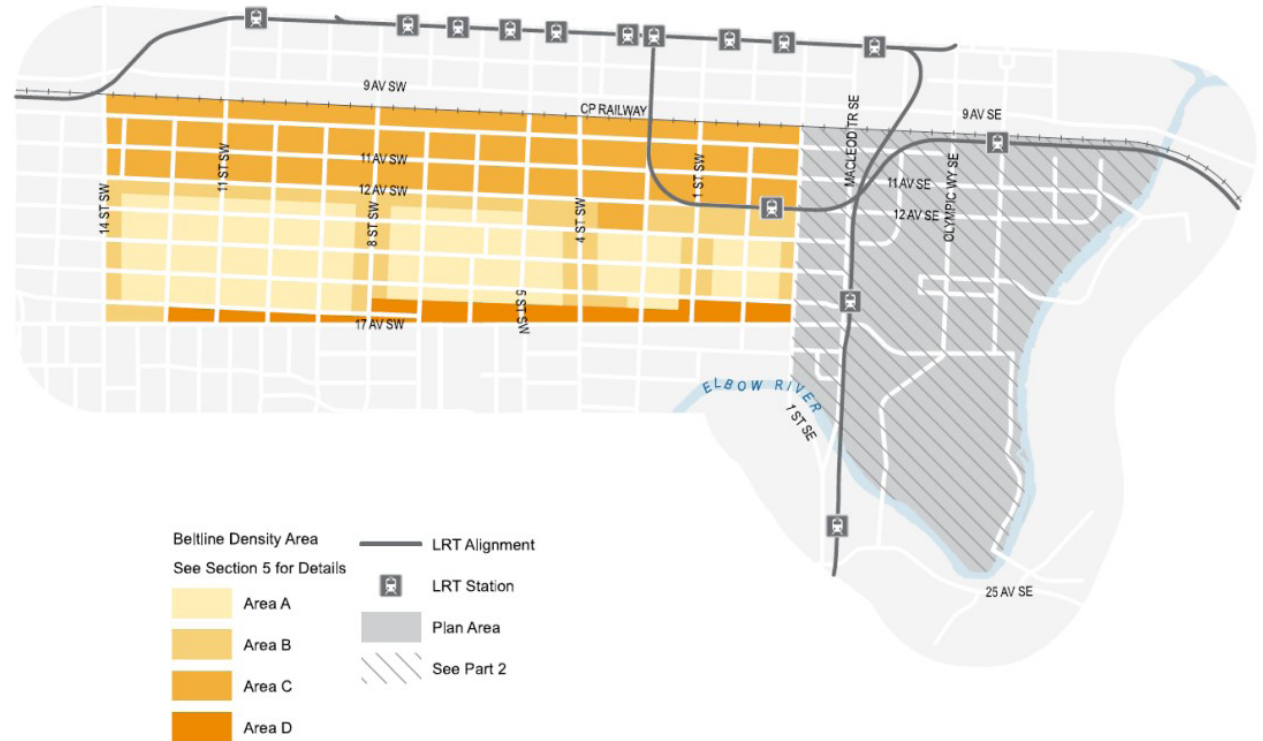 9 AV SW
CP RAILWAY
MACLEOD TR SE
9 AV SE
11 ST SW
11 AV SW
1 ST SW
11 AV SE
12 AV SW
14 ST SW
8 ST SW
4 ST SW
OLYMPIC WY SE
12 AV SE
5 ST SW
17 AV SW
ELBOW RIVER
1 ST SE
25 AV SE
Beltline Density Area
See Section 5 for Details
Area A
Area B
Area C
Area D
LRT Alignment
LRT Station
Plan Area
See Part 2